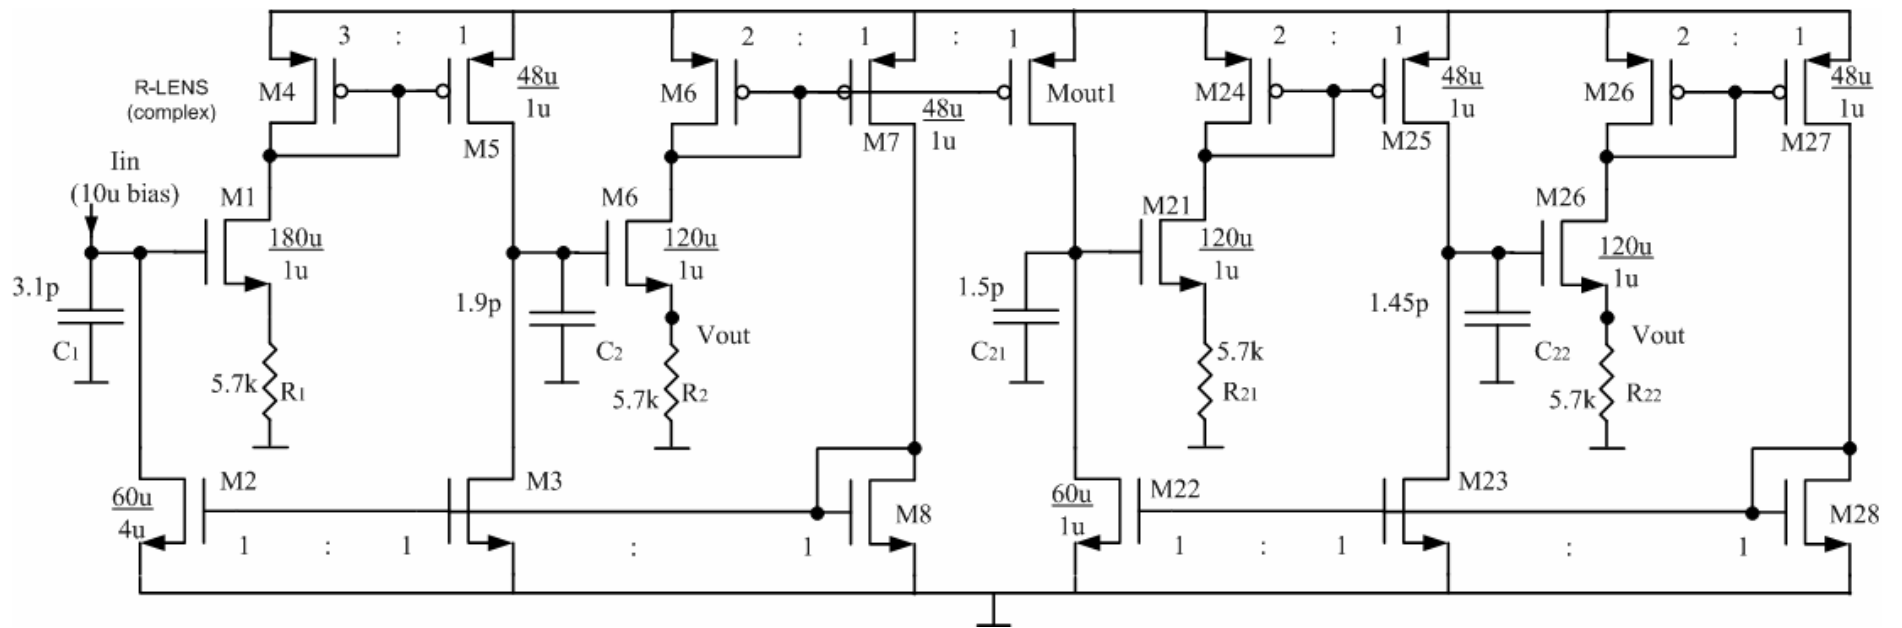 3 : 1
2 : 1 : 1
2 : 1
2 : 1
R-LENS
(complex)
M4
48u
1u
M5
M6
48u
1u
M7
Mout1
M24
48u
1u
M25
M26
48u
1u
M27
Iin
(10u bias)
M1
180u
1u
M6
120u
1u
M21
120u
1u
M26
120u
1u
3.1p
C1
1.9p
C2
Vout
1.5p
C21
1.45p
C22
Vout
5.7k
R1
5.7k
R2
5.7k
R21
5.7k
R22
M2
60u
4u
M3
M8
M22
60u
1u
M23
M28
1 : 1 : 1
1 : 1 : 1